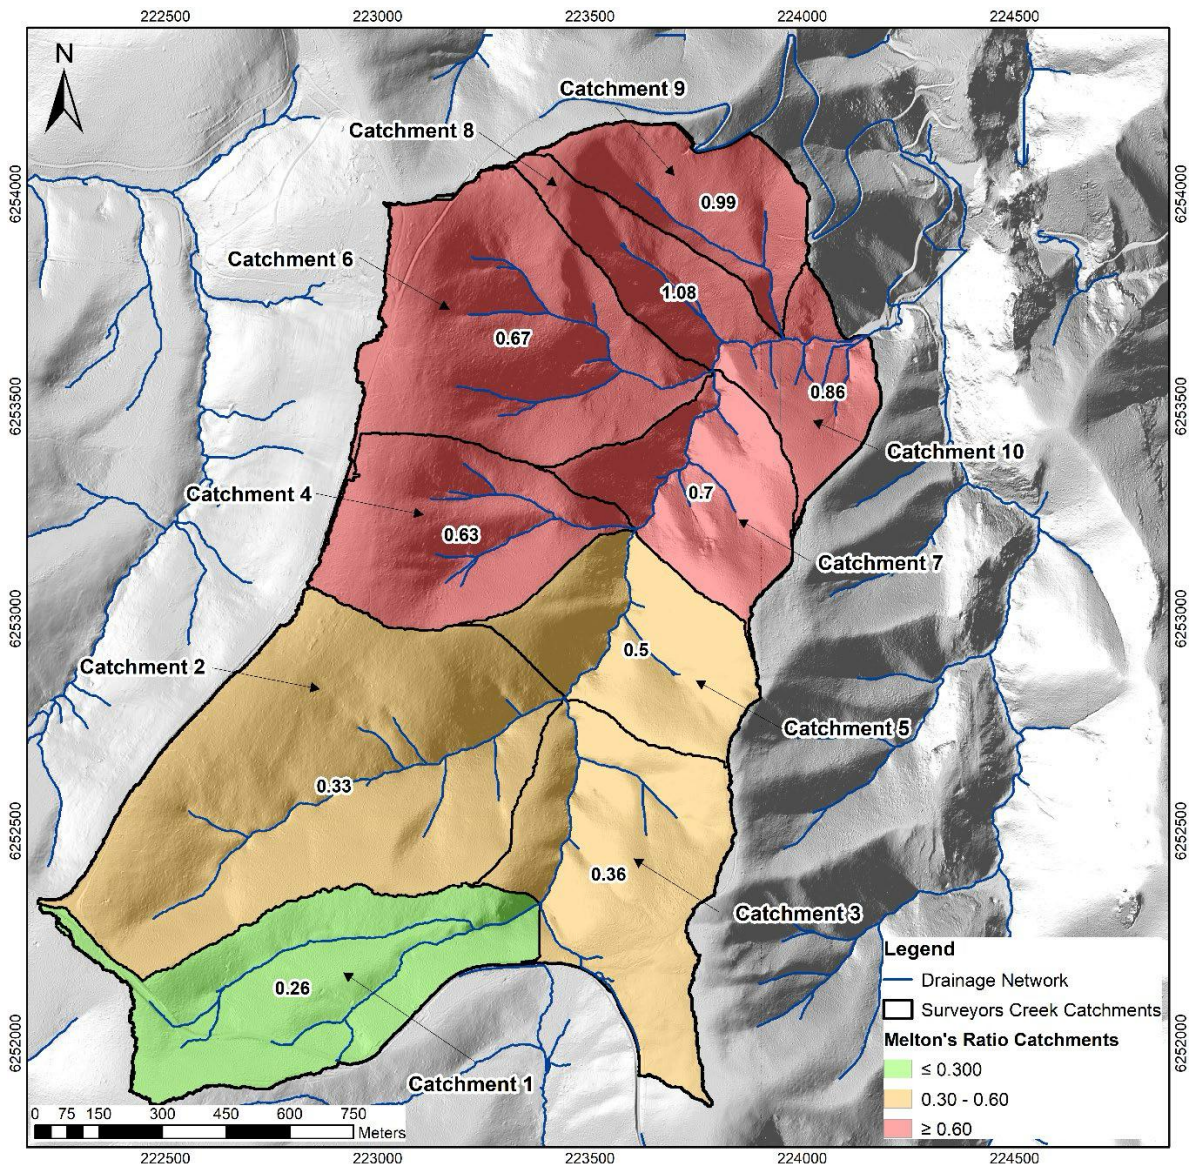 222500 223000 223500 224000 224500
N
Catchment 9
Catchment 8
6254000
6254000
0.99
Catchment 6
1.08
0.67
6253500
6253500
0.86
Catchment 10
Catchment 4
0.7
0.63
Catchment 7
6253000
6253000
0.5
Catchment 2
Catchment 5
0.33
6252500
6252500
0.36
Catchment 3
Legend
Drainage Network
Surveyors Creek Catchments
Melton's Ratio Catchments
≤ 0.300
0.30 - 0.60
≥ 0.60
0.26
6252000
6252000
Catchment 1
0 75 150 300 450 600 750
Meters
222500 223000 223500 224000 224500